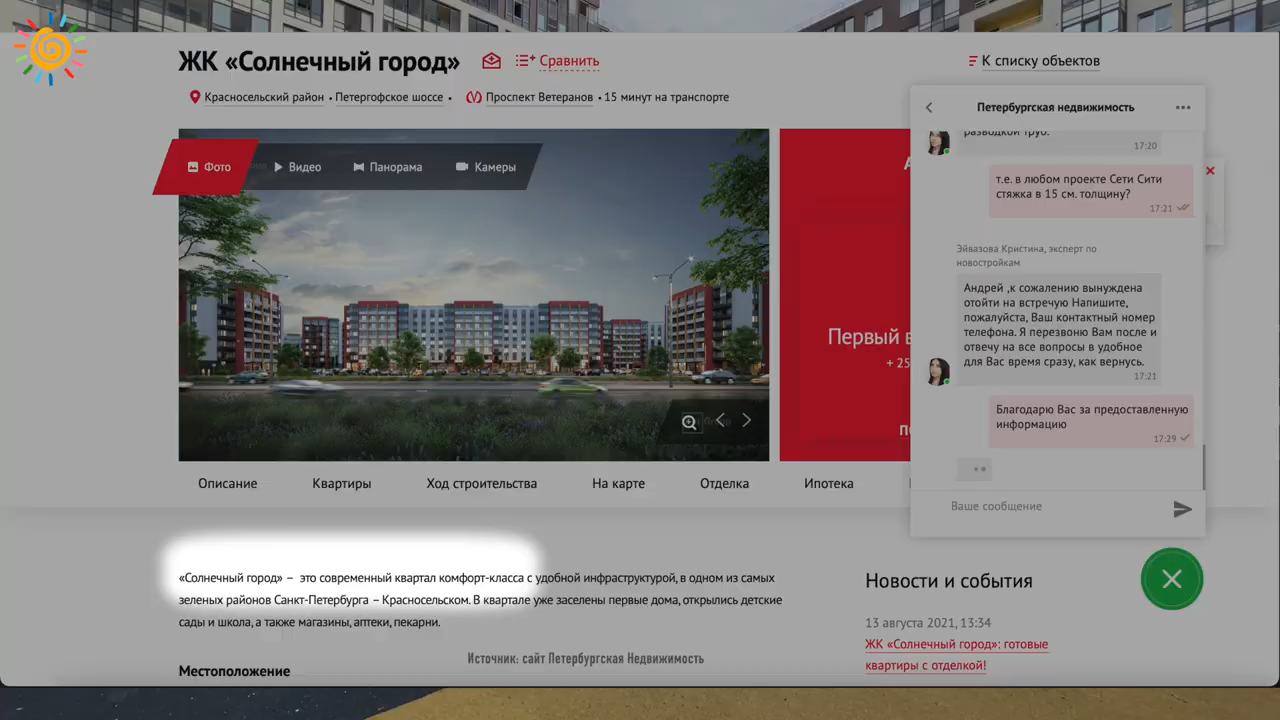 ЖК «Солнечный город»
Сравнить
К списку объектов
Красносельский район • Петергофское шоссе • Проспект Ветеранов • 15 минут на транспорте
Фото
Видео
Панорама
Камеры
Первый в
+ 25
Описание
Квартиры
Ход строительства
На карте
Отделка
Ипотека
«Солнечный город» – это современный квартал комфорт-класса с удобной инфраструктурой, в одном из самых
зеленых районов Санкт-Петербурга – Красносельском. В квартале уже заселены первые дома, открылись детские
сады и школа, а также магазины, аптеки, пекарни.
Источник: сайт Петербургская Недвижимость
Местоположение
Петербургская недвижимость
разводкой труб.
17:20
т.е. в любом проекте Сети Сити
стяжка в 15 см. толщину?
17:21
Эйвазова Кристина, эксперт по
новостройкам
Андрей ,к сожалению вынуждена
отойти на встречу Напишите,
пожалуйста, Ваш контактный номер
телефона. Я перезвоню Вам после и
отвечу на все вопросы в удобное
для Вас время сразу, как вернусь.
17:21
Благодарю Вас за предоставленную
информацию
17:29
Ваше сообщение
Новости и события
13 августа 2021, 13:34
ЖК «Солнечный город»: готовые
квартиры с отделкой!